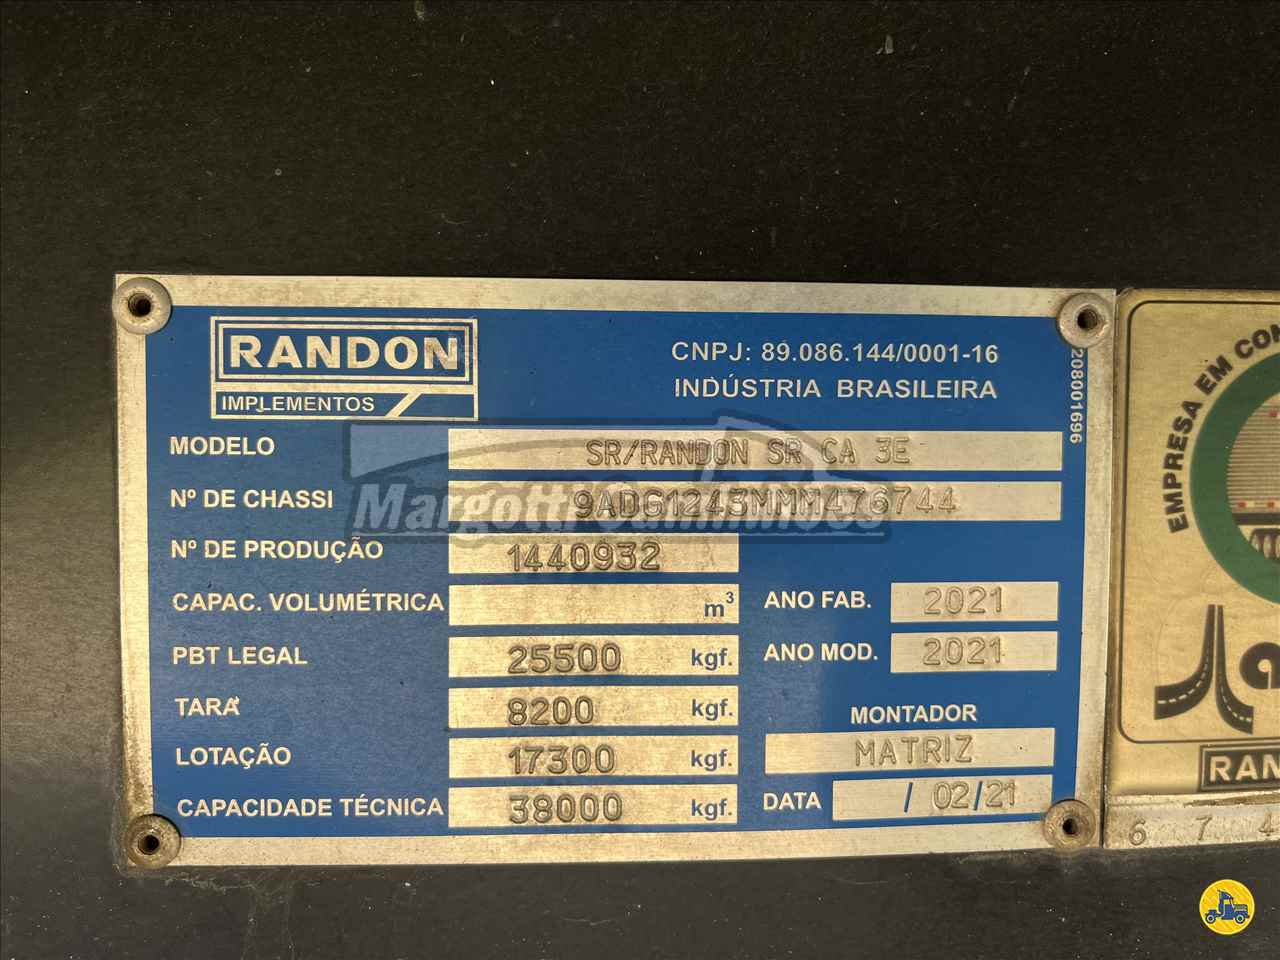 RANDON
IMPLEMENTOS
CNPJ: 89.086.144/0001-16
INDÚSTRIA BRASILEIRA
208001696
MODELO SR/RANDON SR CA 3E
Nº DE CHASSI 9ADG1243MMM476744
Margotti Caminhões
Nº DE PRODUÇÃO 1440932
CAPAC. VOLUMÉTRICA m³ ANO FAB. 2021
PBT LEGAL 25500 kgf. ANO MOD. 2021
TARA 8200 kgf. MONTADOR
LOTAÇÃO 17300 kgf. MATRIZ
CAPACIDADE TÉCNICA 38000 kgf. DATA / 02/21
EMPRESA EM CON
RAN
6 7 4